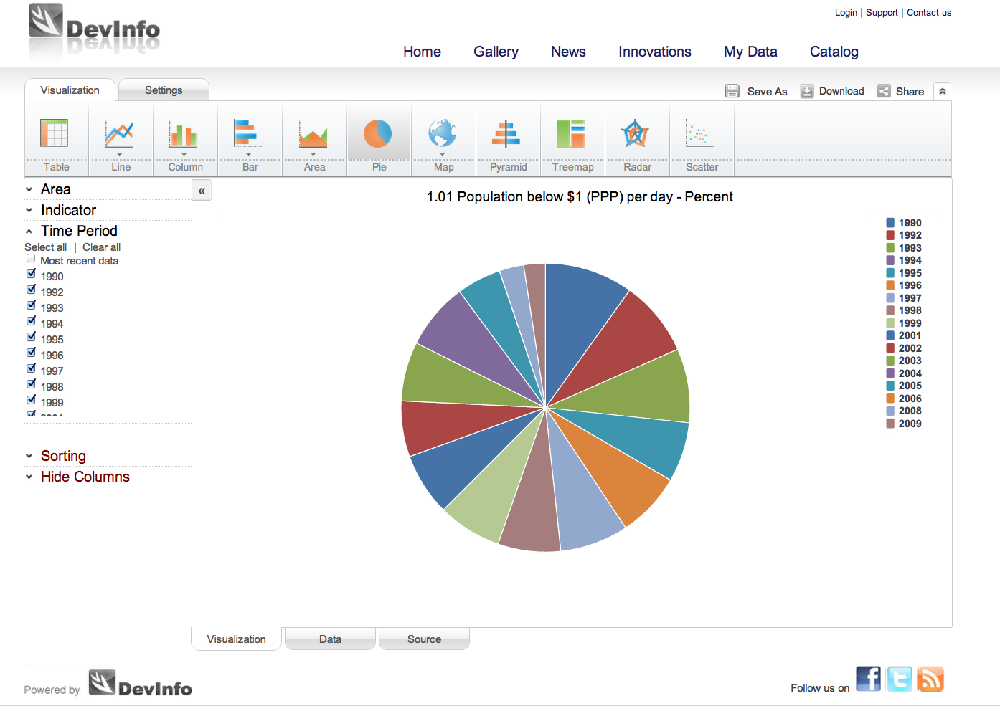 DevInfo
Login | Support | Contact us
Home Gallery News Innovations My Data Catalog
Visualization Settings
Save As Download Share
Table Line Column Bar Area Pie Map Pyramid Treemap Radar Scatter
Area
Indicator
Time Period
Select all | Clear all
Most recent data
1990
1992
1993
1994
1995
1996
1997
1998
1999
Sorting
Hide Columns
«
1.01 Population below $1 (PPP) per day - Percent
1990
1992
1993
1994
1995
1996
1997
1998
1999
2001
2002
2003
2004
2005
2006
2008
2009
Visualization Data Source
Powered by DevInfo
Follow us on